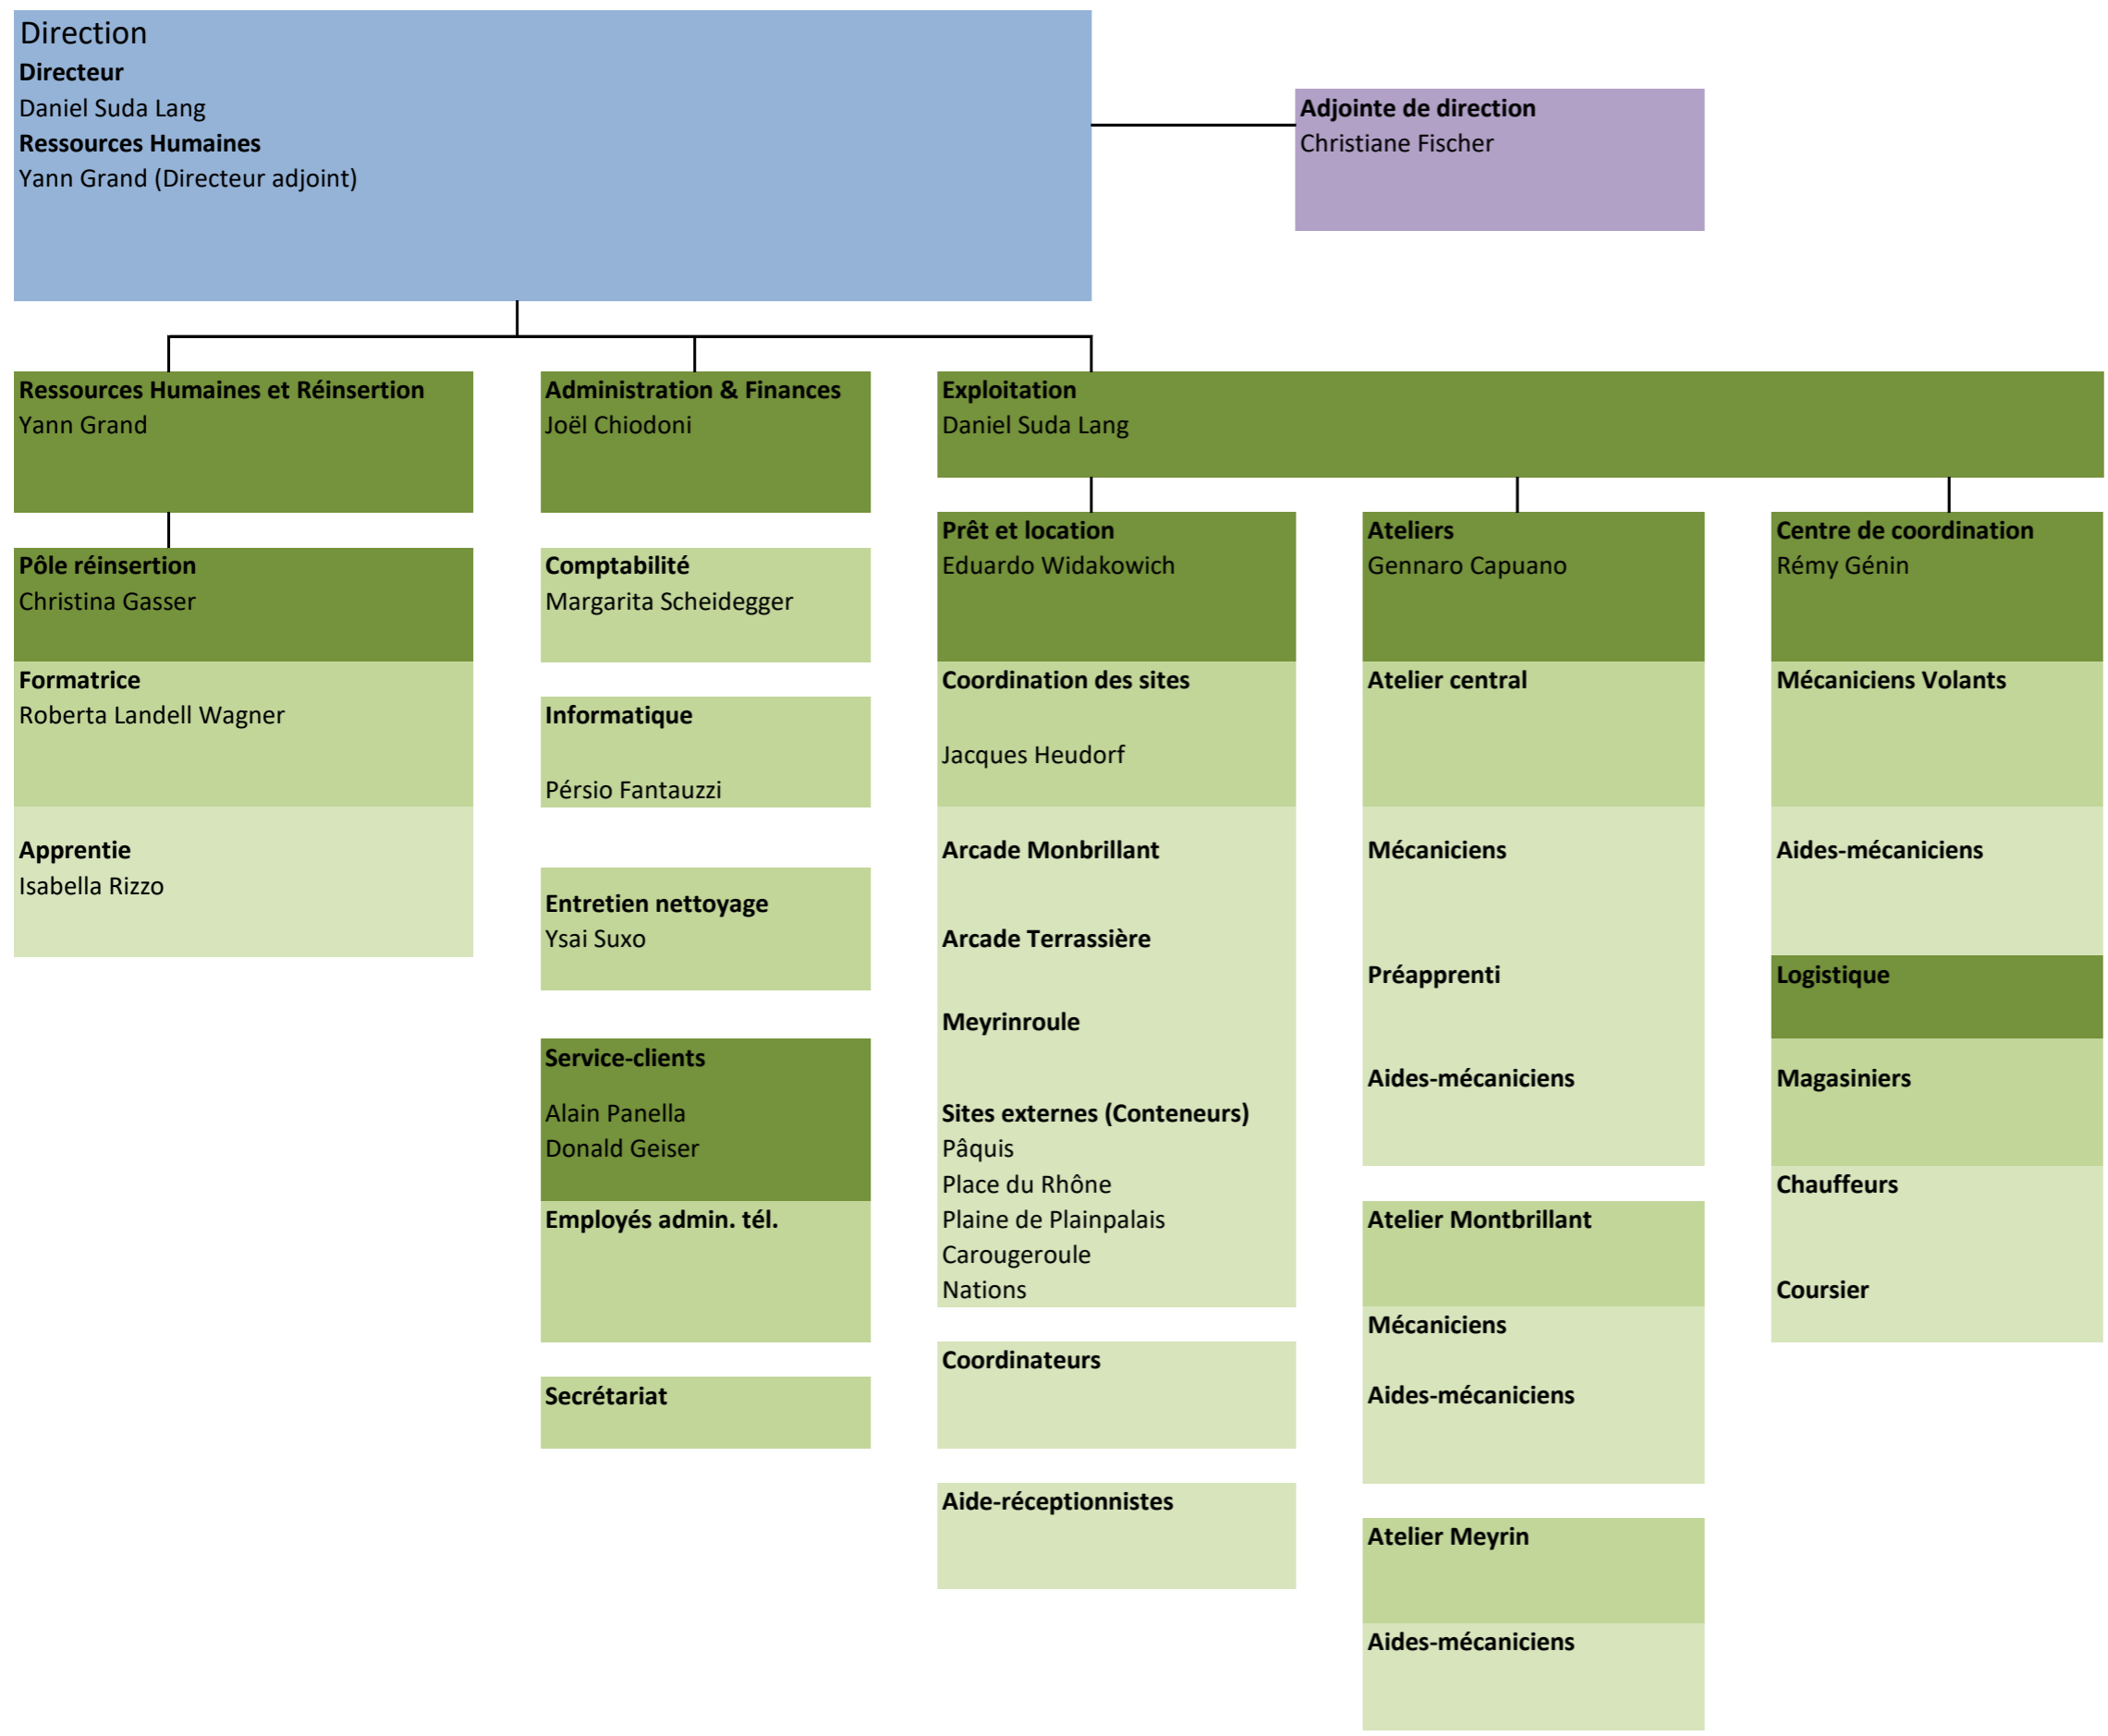 Direction
Directeur
Daniel Suda Lang
Ressources Humaines
Yann Grand (Directeur adjoint)
Adjointe de direction
Christiane Fischer
Ressources Humaines et Réinsertion
Yann Grand
Administration & Finances
Joël Chiodoni
Exploitation
Daniel Suda Lang
Pôle réinsertion
Christina Gasser
Formatrice
Roberta Landell Wagner
Apprentie
Isabella Rizzo
Comptabilité
Margarita Scheidegger
Informatique
Pérsio Fantauzzi
Entretien nettoyage
Ysai Suxo
Service-clients
Alain Panella
Donald Geiser
Employés admin. tél.
Secrétariat
Prêt et location
Eduardo Widakowich
Coordination des sites
Jacques Heudorf
Arcade Monbrillant
Arcade Terrassière
Meyrinroule
Sites externes (Conteneurs)
Pâquis
Place du Rhône
Plaine de Plainpalais
Carougeroule
Nations
Coordinateurs
Aide-réceptionnistes
Ateliers
Gennaro Capuano
Atelier central
Mécaniciens
Préapprenti
Aides-mécaniciens
Atelier Montbrillant
Mécaniciens
Aides-mécaniciens
Atelier Meyrin
Aides-mécaniciens
Centre de coordination
Rémy Génin
Mécaniciens Volants
Aides-mécaniciens
Logistique
Magasiniers
Chauffeurs
Coursier